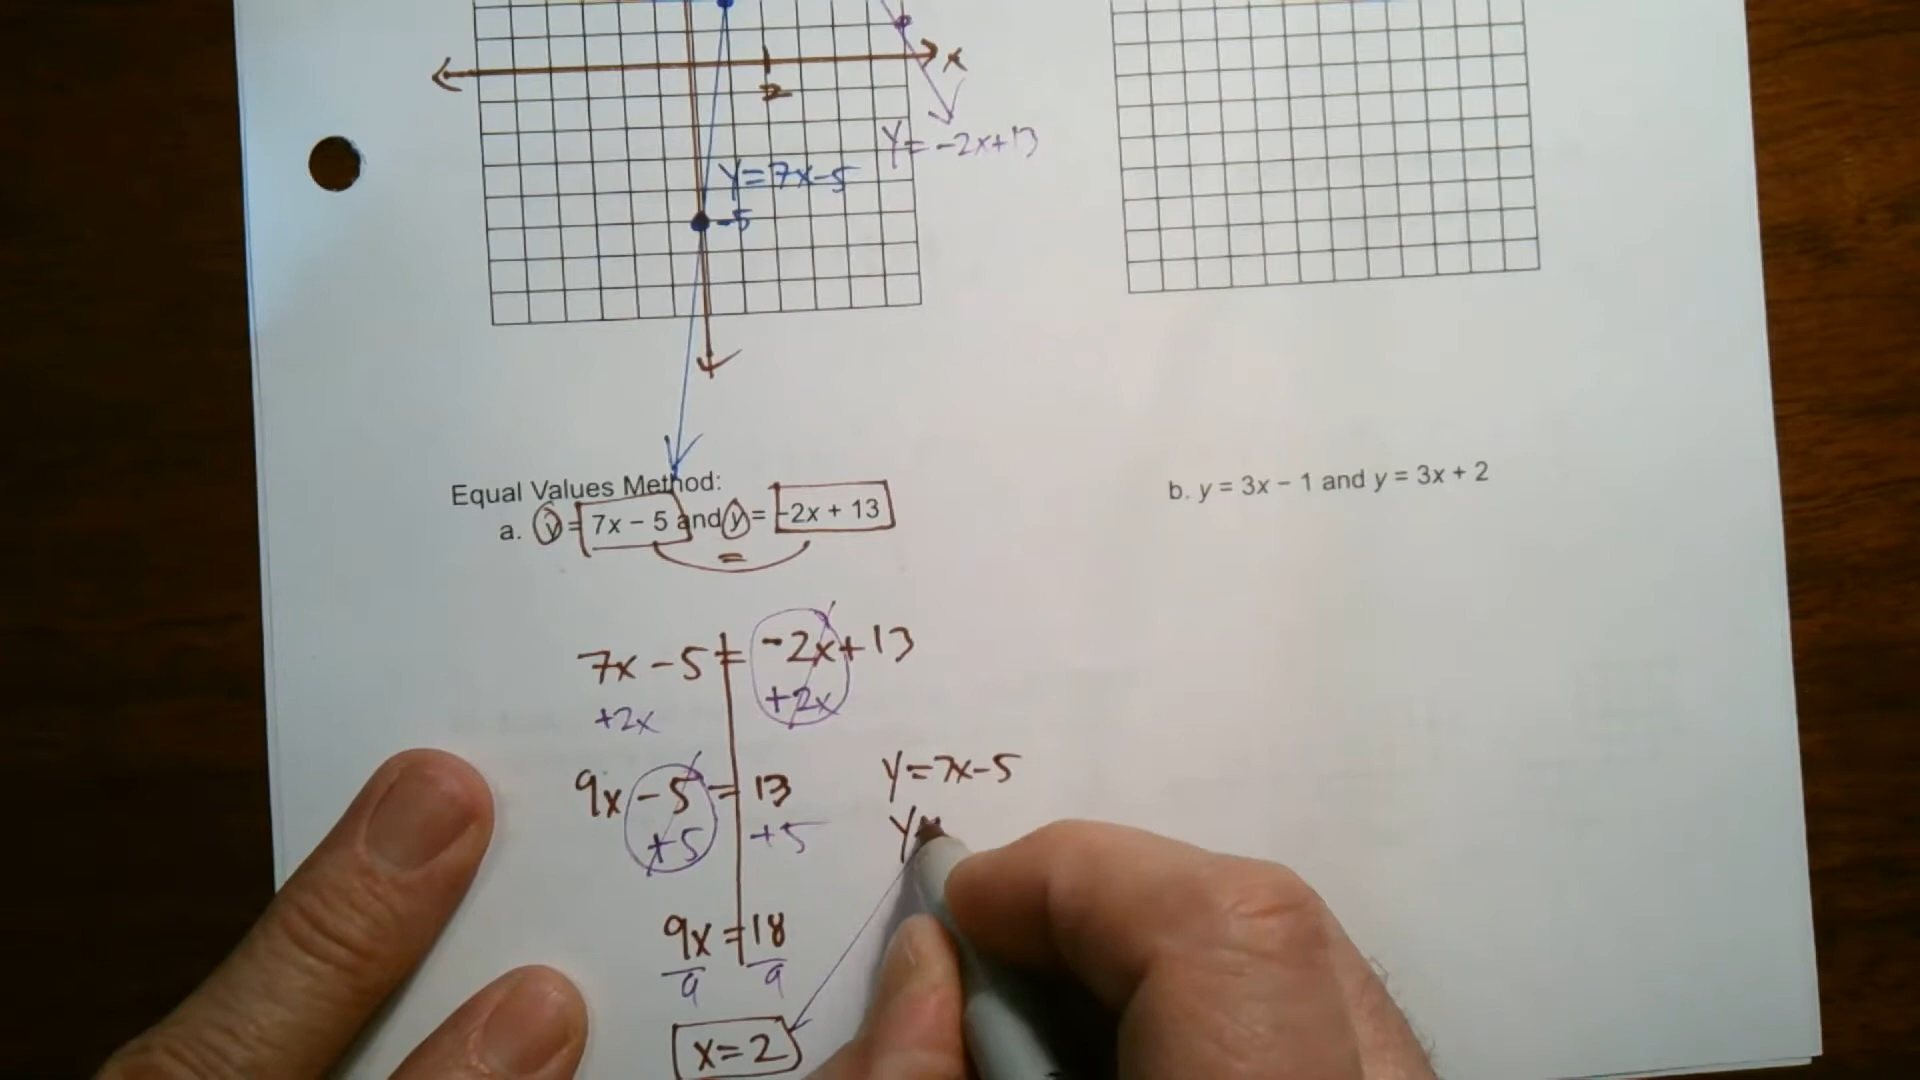 x
2
y=-2x+13
y=7x-5
-5
Equal Values Method:
a. y = 7x − 5 and y = -2x + 13
=
b. y = 3x − 1 and y = 3x + 2
7x-5=-2x+13
+2x +2x
9x-5=13
+5 +5
9x=18
9 9
x=2
y=7x-5
y